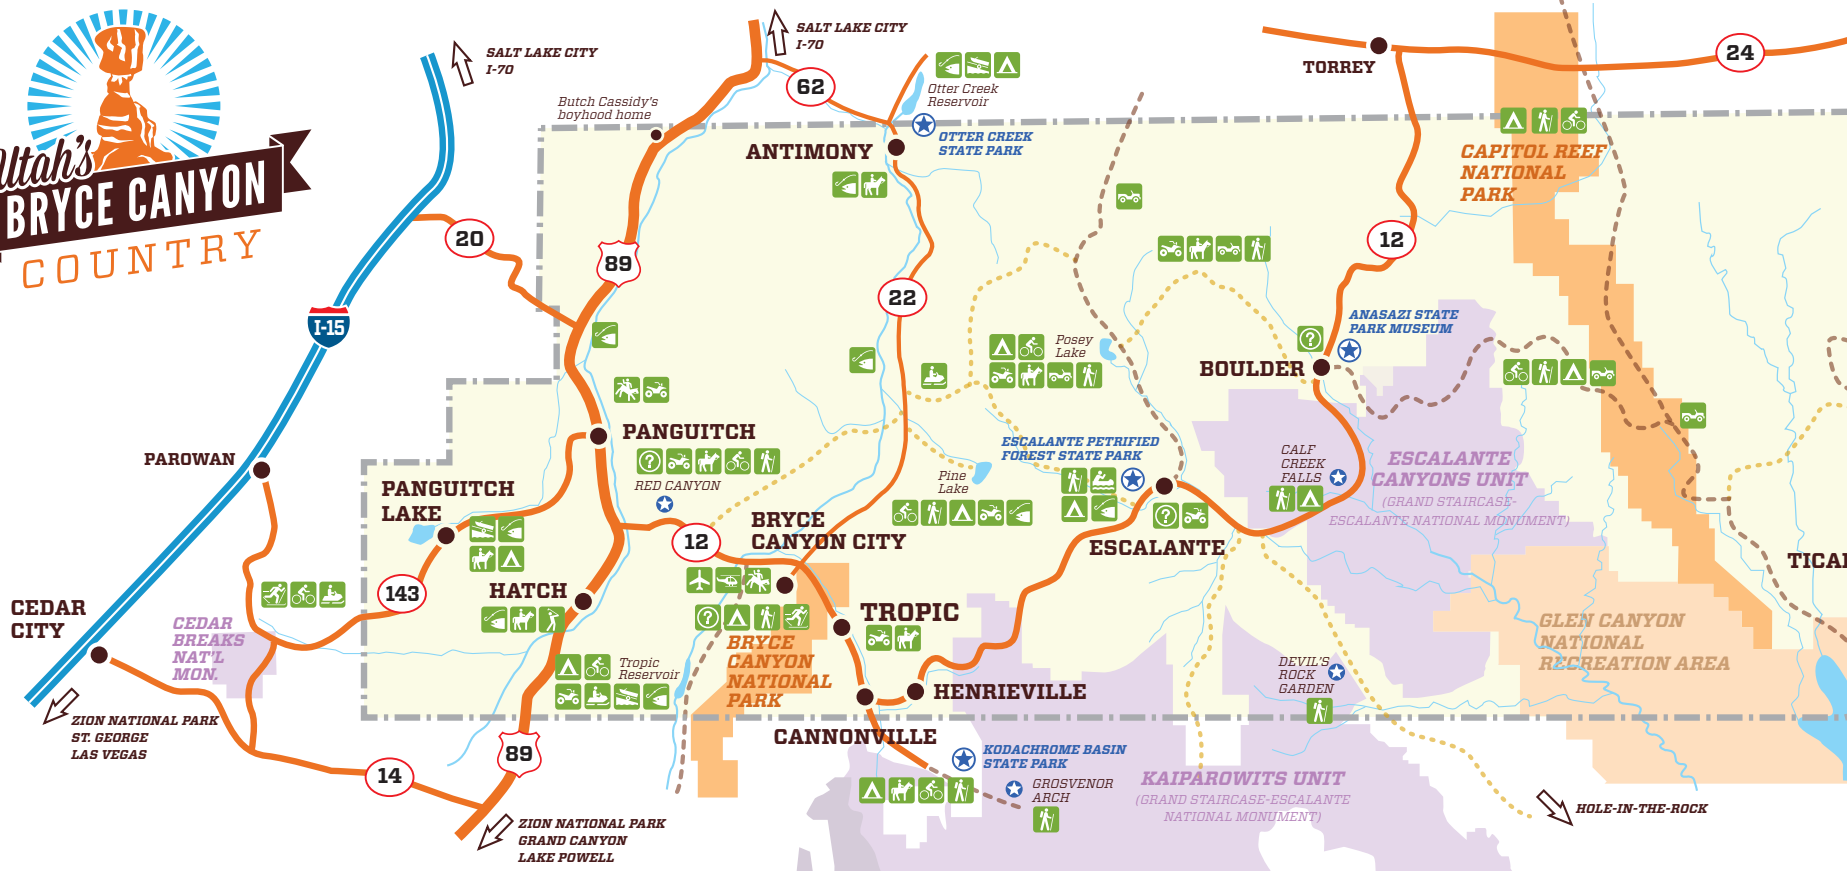 Utah's
BRYCE CANYON
COUNTRY
SALT LAKE CITY
I-70
SALT LAKE CITY
I-70
Butch Cassidy's
boyhood home
62
Otter Creek
Reservoir
OTTER CREEK
STATE PARK
ANTIMONY
TORREY
24
CAPITOL REEF
NATIONAL
PARK
20
89
22
12
I-15
ANASAZI STATE
PARK MUSEUM
Posey
Lake
BOULDER
PAROWAN
PANGUITCH
RED CANYON
PANGUITCH
LAKE
ESCALANTE PETRIFIED
FOREST STATE PARK
Pine
Lake
CALF
CREEK
FALLS
ESCALANTE
CANYONS UNIT
(GRAND STAIRCASE-
ESCALANTE NATIONAL MONUMENT)
BRYCE
CANYON CITY
12
ESCALANTE
TICAB
143
HATCH
CEDAR
CITY
CEDAR
BREAKS
NAT'L
MON.
TROPIC
BRYCE
CANYON
NATIONAL
PARK
Tropic
Reservoir
GLEN CANYON
NATIONAL
RECREATION AREA
DEVIL'S
ROCK
GARDEN
HENRIEVILLE
CANNONVILLE
ZION NATIONAL PARK
ST. GEORGE
LAS VEGAS
89
14
KODACHROME BASIN
STATE PARK
GROSVENOR
ARCH
KAIPAROWITS UNIT
(GRAND STAIRCASE-ESCALANTE
NATIONAL MONUMENT)
HOLE-IN-THE-ROCK
ZION NATIONAL PARK
GRAND CANYON
LAKE POWELL